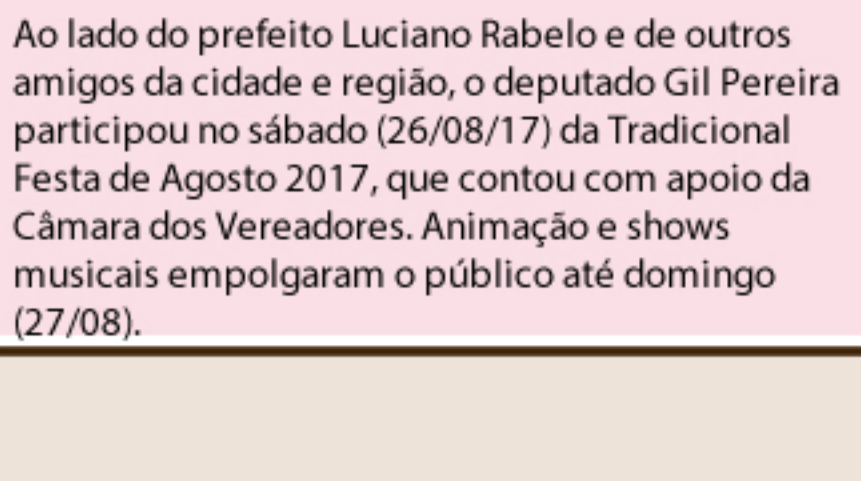 Ao lado do prefeito Luciano Rabelo e de outros
amigos da cidade e região, o deputado Gil Pereira
participou no sábado (26/08/17) da Tradicional
Festa de Agosto 2017, que contou com apoio da
Câmara dos Vereadores. Animação e shows
musicais empolgaram o público até domingo
(27/08).